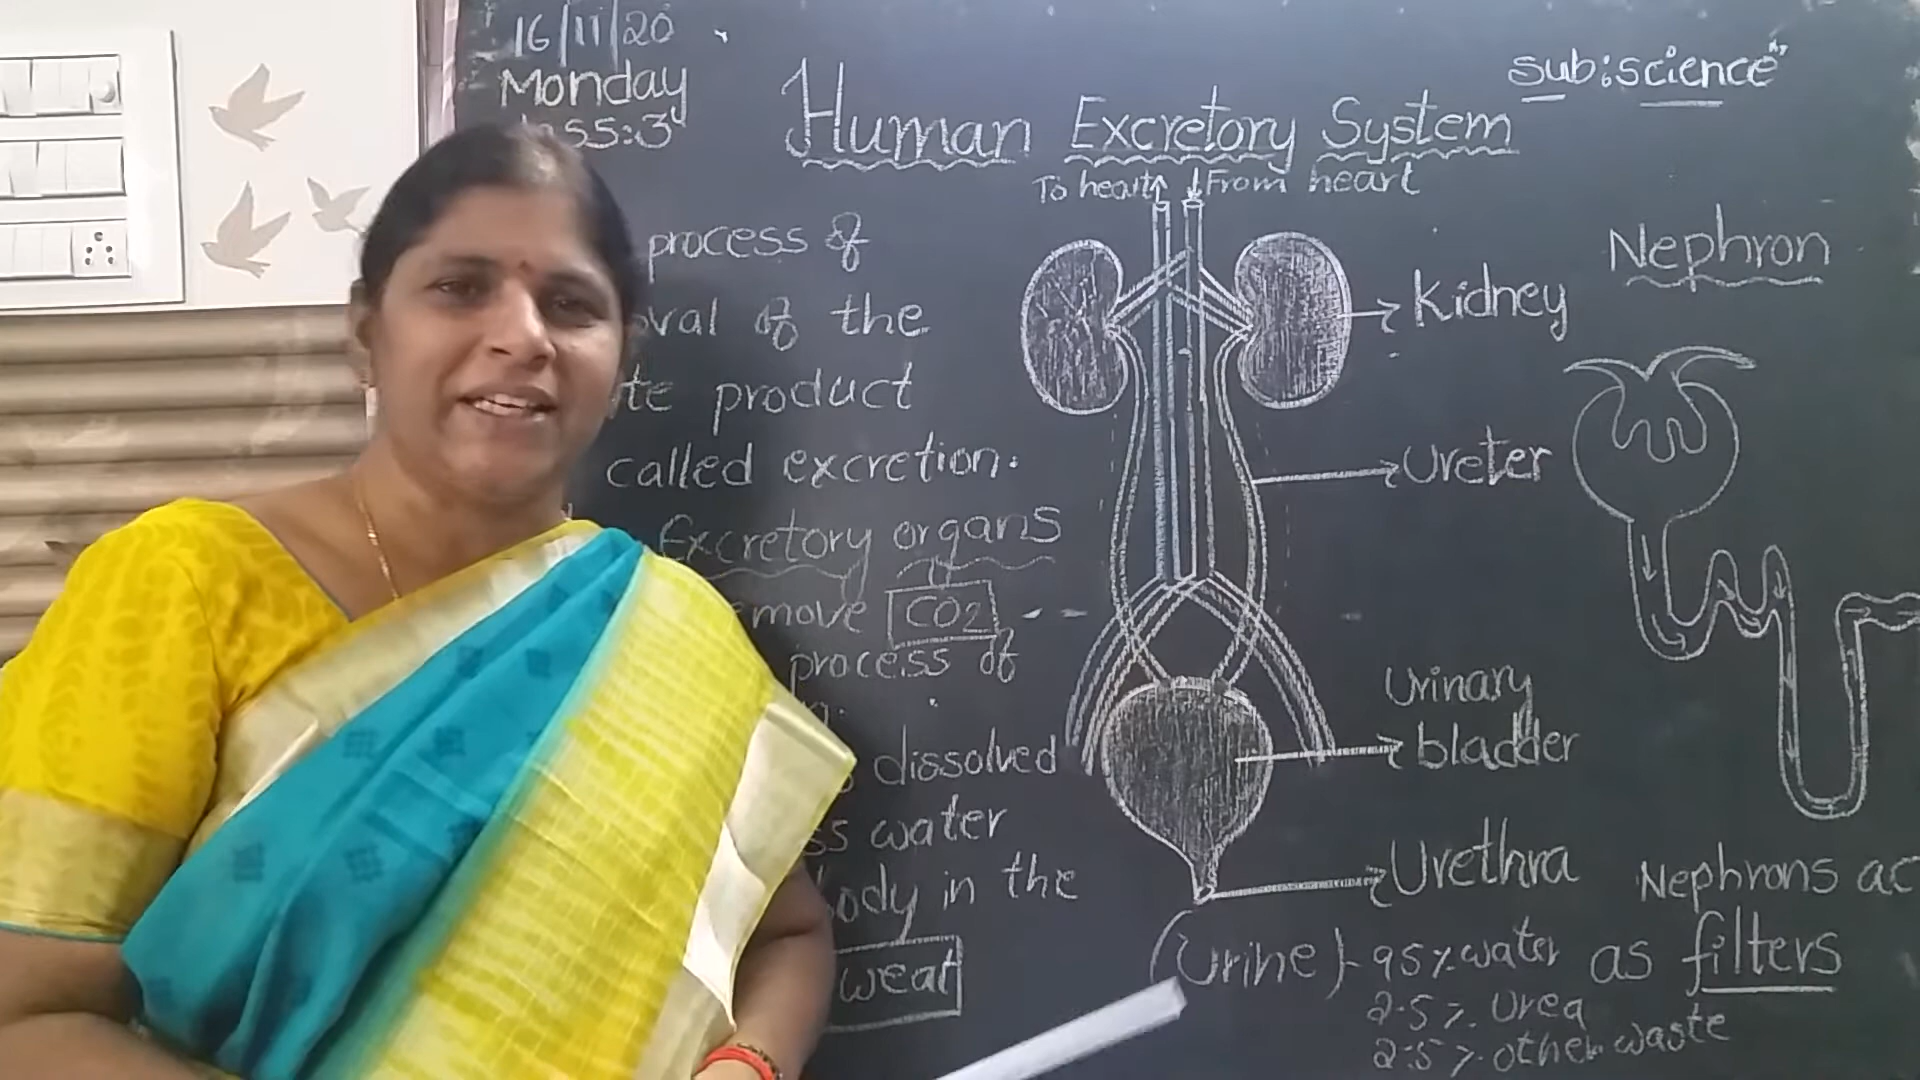 16/11/20
Monday
sub:science
Human Excretory System
To heart From heart
process of
of the
product
called excretion.
Excretory organs
CO2
process of
dissolved
water
in the
Kidney
Ureter
Urinary
bladder
Urethra
(Urine)-95% water
2.5% Urea
2.5% other waste
Nephron
Nephrons
as filters